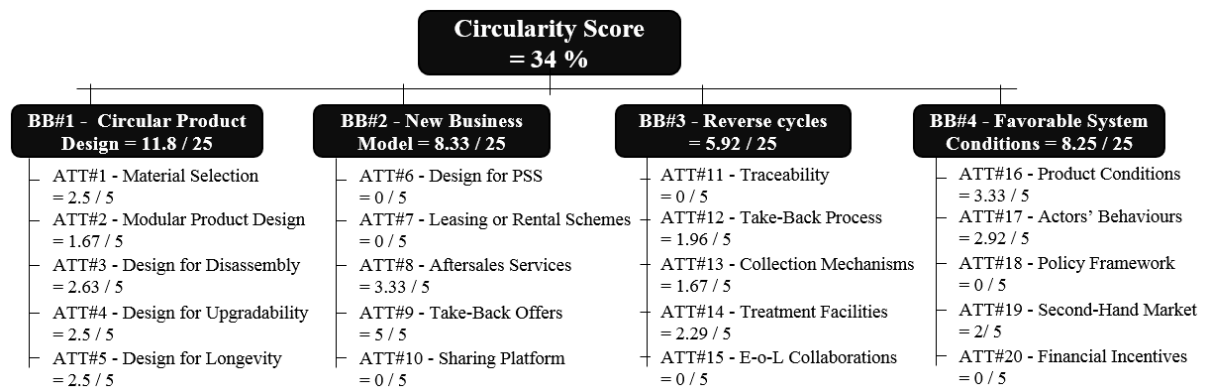 Circularity Score
= 34 %
BB#1 - Circular Product
Design = 11.8 / 25
ATT#1 - Material Selection
= 2.5 / 5
ATT#2 - Modular Product Design
= 1.67 / 5
ATT#3 - Design for Disassembly
= 2.63 / 5
ATT#4 - Design for Upgradability
= 2.5 / 5
ATT#5 - Design for Longevity
= 2.5 / 5
BB#2 - New Business
Model = 8.33 / 25
ATT#6 - Design for PSS
= 0 / 5
ATT#7 - Leasing or Rental Schemes
= 0 / 5
ATT#8 - Aftersales Services
= 3.33 / 5
ATT#9 - Take-Back Offers
= 5 / 5
ATT#10 - Sharing Platform
= 0 / 5
BB#3 - Reverse cycles
= 5.92 / 25
ATT#11 - Traceability
= 0 / 5
ATT#12 - Take-Back Process
= 1.96 / 5
ATT#13 - Collection Mechanisms
= 1.67 / 5
ATT#14 - Treatment Facilities
= 2.29 / 5
ATT#15 - E-o-L Collaborations
= 0 / 5
BB#4 - Favorable System
Conditions = 8.25 / 25
ATT#16 - Product Conditions
= 3.33 / 5
ATT#17 - Actors’ Behaviours
= 2.92 / 5
ATT#18 - Policy Framework
= 0 / 5
ATT#19 - Second-Hand Market
= 2/ 5
ATT#20 - Financial Incentives
= 0 / 5